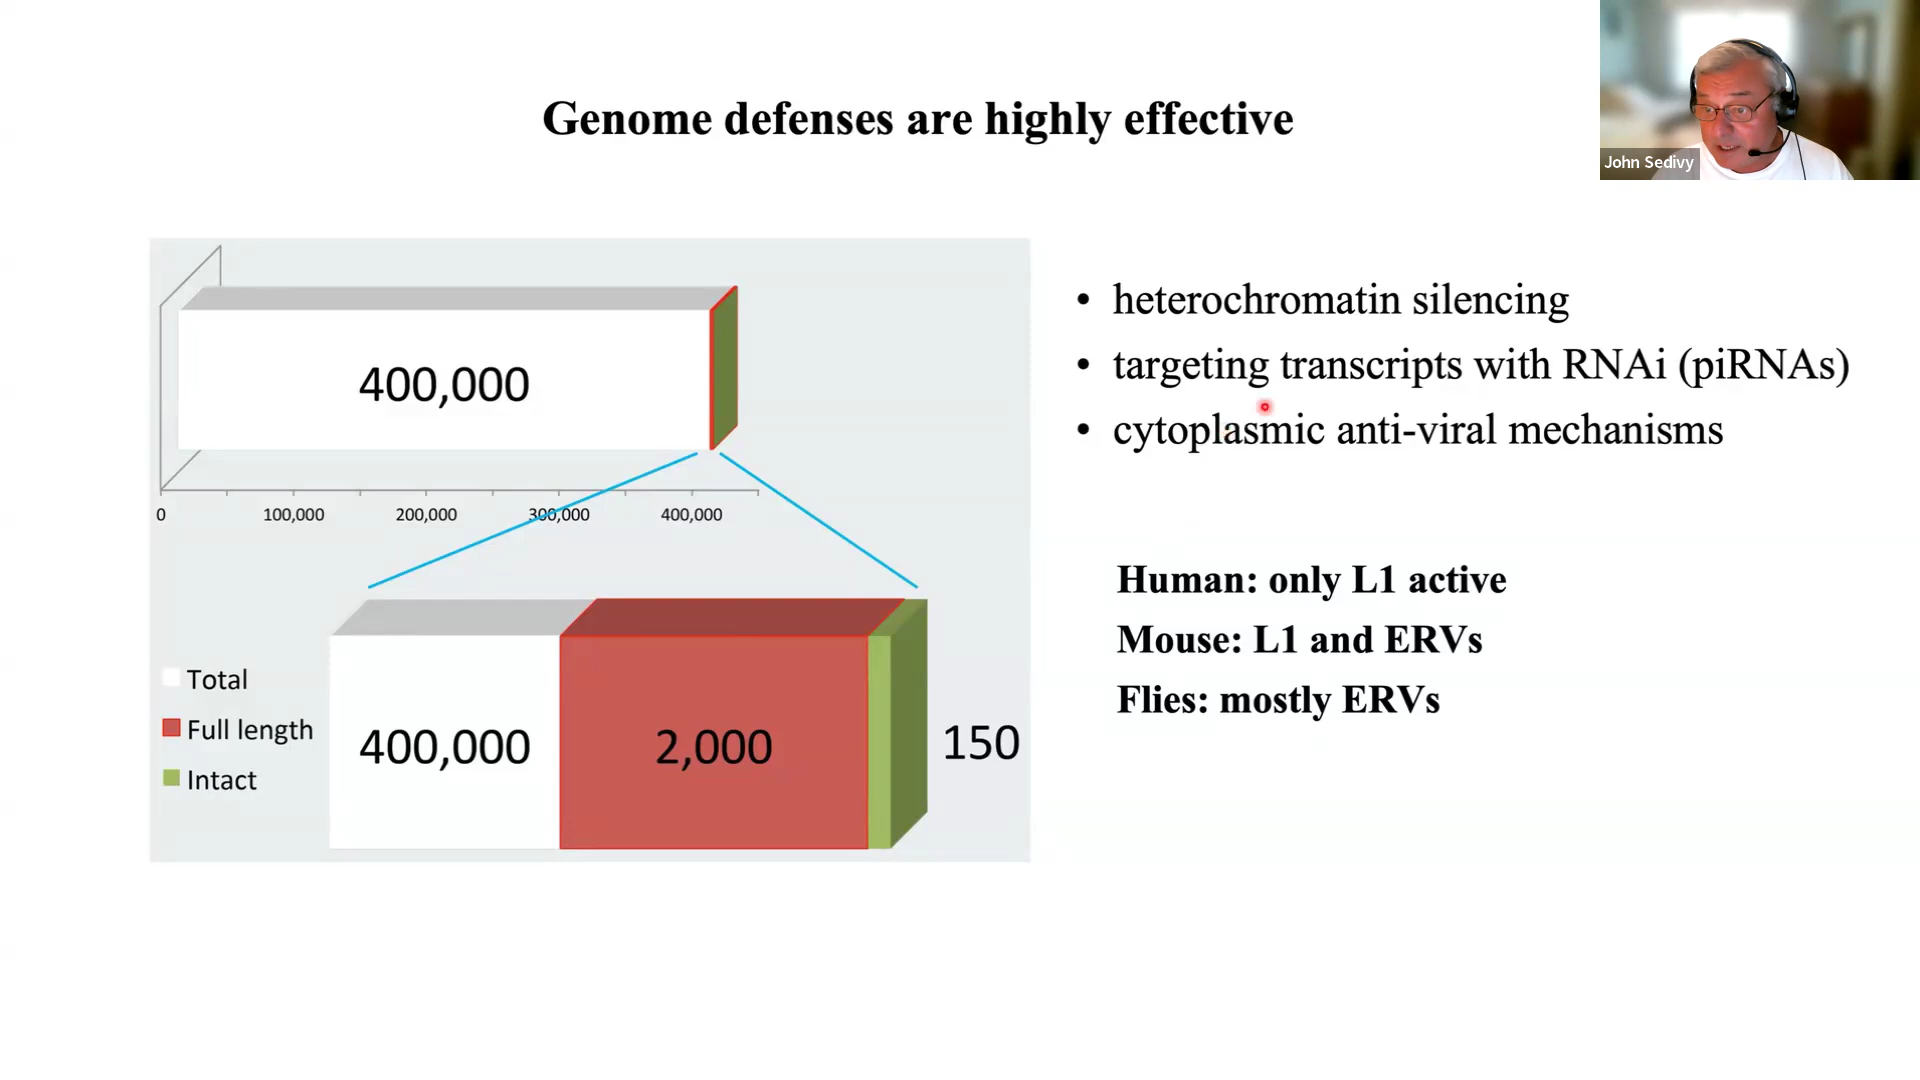 Genome defenses are highly effective
John Sedivy
400,000
0
100,000
200,000
300,000
400,000
Total
Full length
Intact
400,000
2,000
150
• heterochromatin silencing
• targeting transcripts with RNAi (piRNAs)
• cytoplasmic anti-viral mechanisms
Human: only L1 active
Mouse: L1 and ERVs
Flies: mostly ERVs